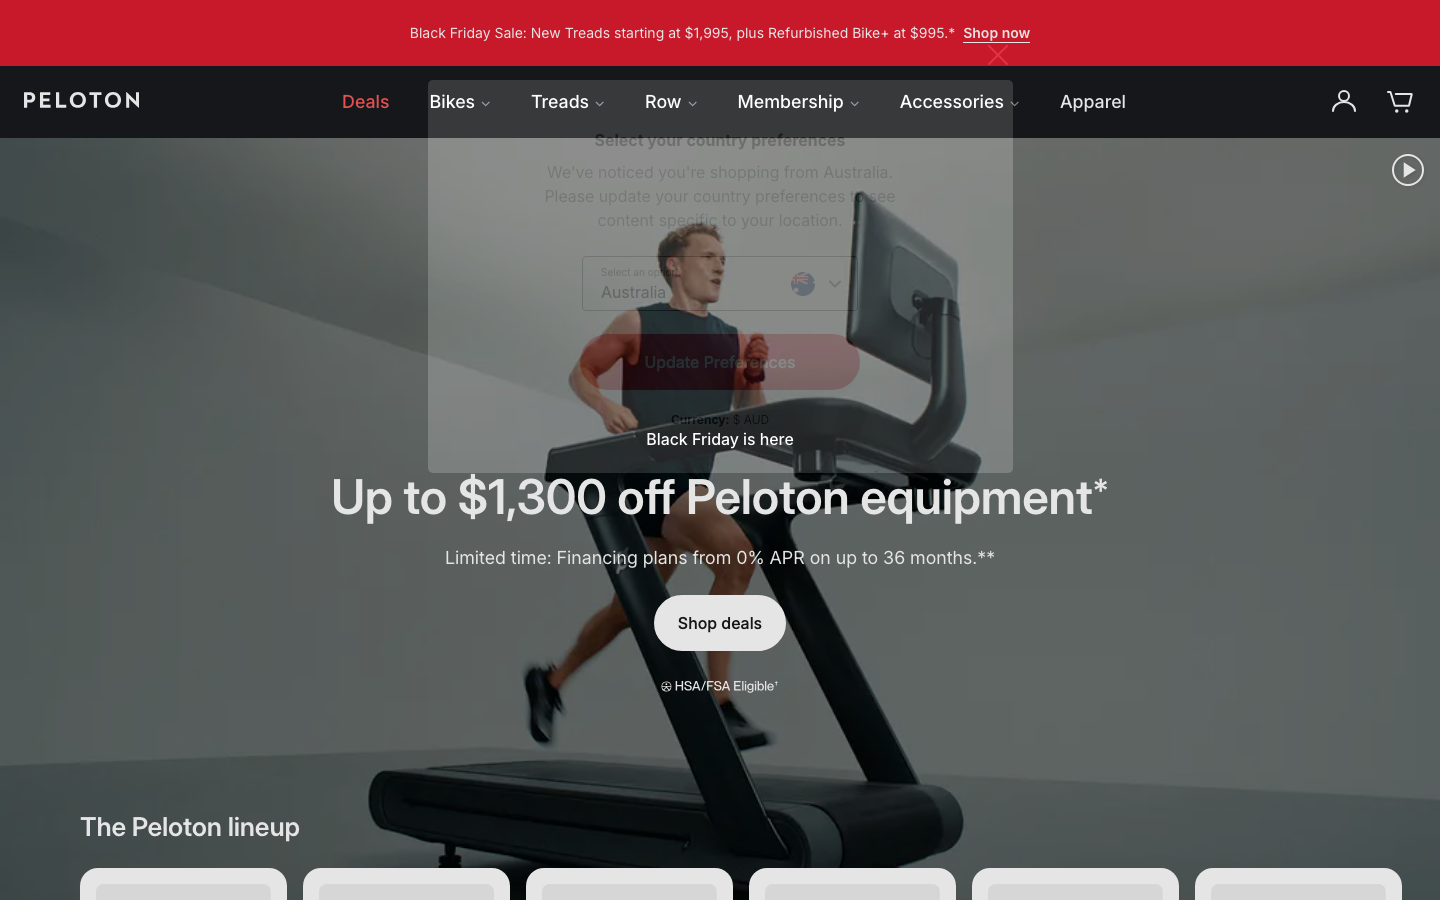 Black Friday Sale: New Treads starting at $1,995, plus Refurbished Bike+ at $995.* Shop now
PELOTON
Deals
Bikes
Treads
Row
Membership
Accessories
Apparel
Select your country preferences
We've noticed you're shopping from Australia.
Please update your country preferences to see
content specific to your location.
Select an option
Australia
Update Preferences
Currency: $ AUD
Black Friday is here
Up to $1,300 off Peloton equipment*
Limited time: Financing plans from 0% APR on up to 36 months.**
Shop deals
HSA/FSA Eligible†
The Peloton lineup